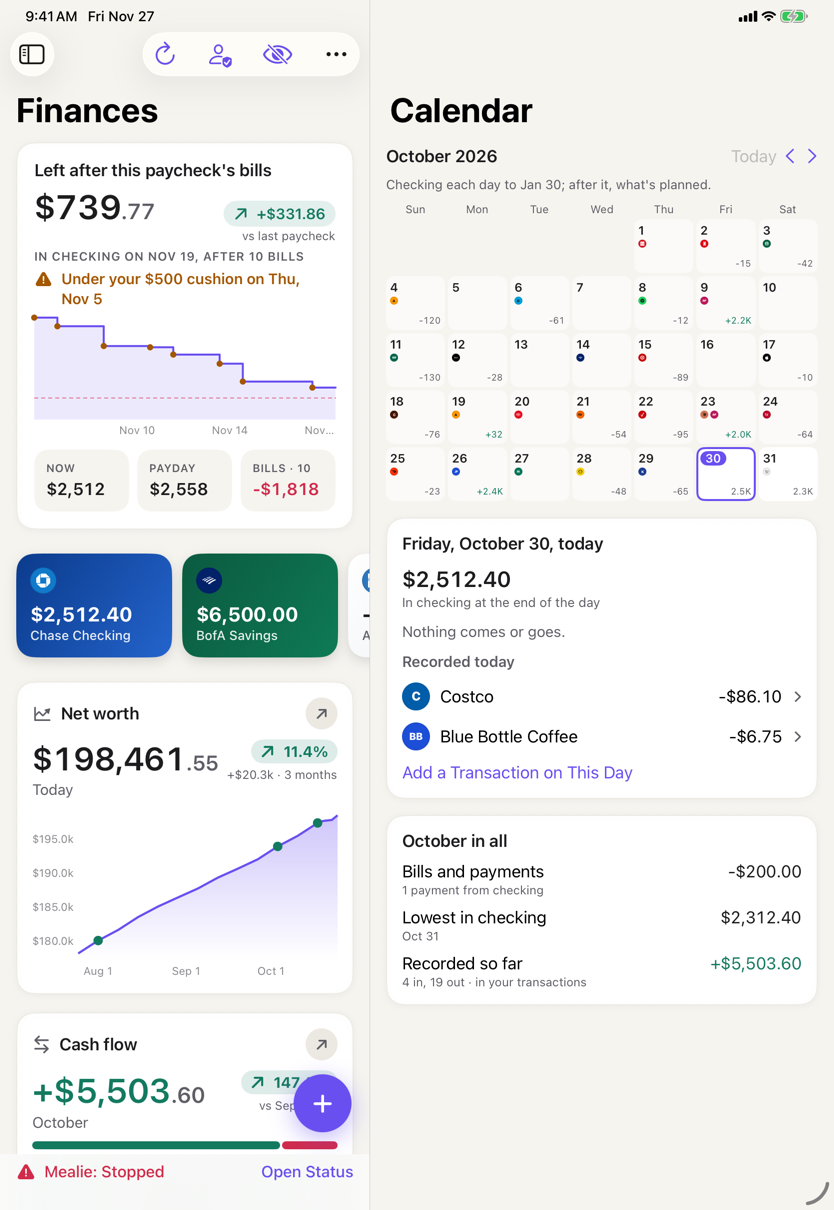 9:41 AM Fri Nov 27
Finances
Left after this paycheck's bills
$739.77
+$331.86
vs last paycheck
IN CHECKING ON NOV 19, AFTER 10 BILLS
Under your $500 cushion on Thu,
Nov 5
Nov 10 Nov 14 Nov...
NOW PAYDAY BILLS · 10
$2,512 $2,558 -$1,818
$2,512.40 $6,500.00
Chase Checking BofA Savings A
Net worth
$198,461.55
11.4%
+$20.3k · 3 months
Today
$195.0k
$190.0k
$185.0k
$180.0k
Aug 1 Sep 1 Oct 1
Cash flow
+$5,503.60
147
vs Sep
October
Mealie: Stopped Open Status
Calendar
October 2026 Today
Checking each day to Jan 30; after it, what's planned.
Sun Mon Tue Wed Thu Fri Sat
1 2 3
-15 -42
4 5 6 7 8 9 10
-120 -61 -12 +2.2K
11 12 13 14 15 16 17
-130 -28 -89 -10
18 19 20 21 22 23 24
-76 +32 -54 -95 +2.0K -64
25 26 27 28 29 30 31
-23 +2.4K -48 -65 2.5K 2.3K
Friday, October 30, today
$2,512.40
In checking at the end of the day
Nothing comes or goes.
Recorded today
C Costco -$86.10
BB Blue Bottle Coffee -$6.75
Add a Transaction on This Day
October in all
Bills and payments -$200.00
1 payment from checking
Lowest in checking $2,312.40
Oct 31
Recorded so far +$5,503.60
4 in, 19 out · in your transactions